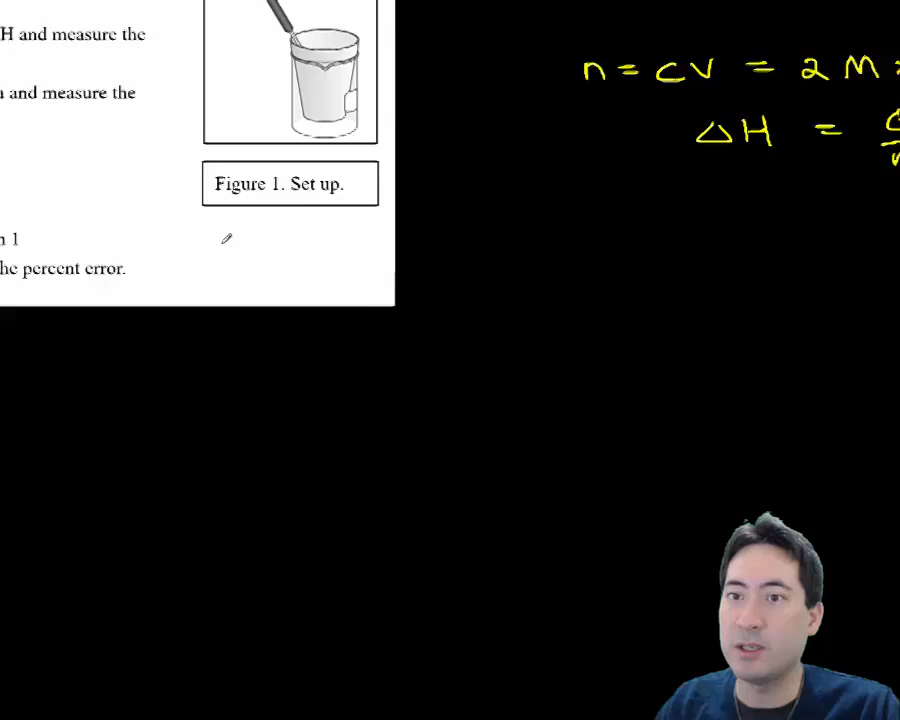 H and measure the
and measure the
Figure 1. Set up.
1
he percent error.
n = CV = 2 M =
ΔH =